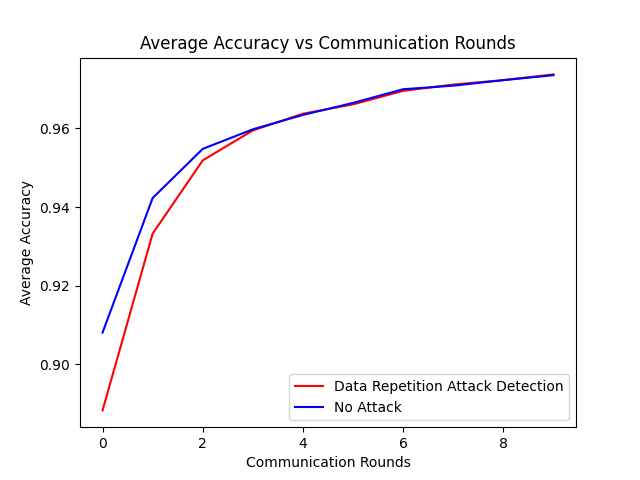 Average Accuracy vs Communication Rounds
Average Accuracy
0.96
0.94
0.92
0.90
0
2
4
6
8
Communication Rounds
Data Repetition Attack Detection
No Attack